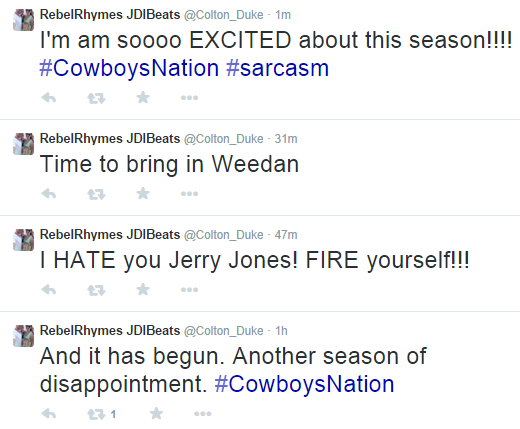 RebelRhymes JDIBeats @Colton_Duke · 1m
I'm am soooo EXCITED about this season!!!!
#CowboysNation #sarcasm
RebelRhymes JDIBeats @Colton_Duke · 31m
Time to bring in Weedan
RebelRhymes JDIBeats @Colton_Duke · 47m
I HATE you Jerry Jones! FIRE yourself!!!
RebelRhymes JDIBeats @Colton_Duke · 1h
And it has begun. Another season of
disappointment. #CowboysNation
1